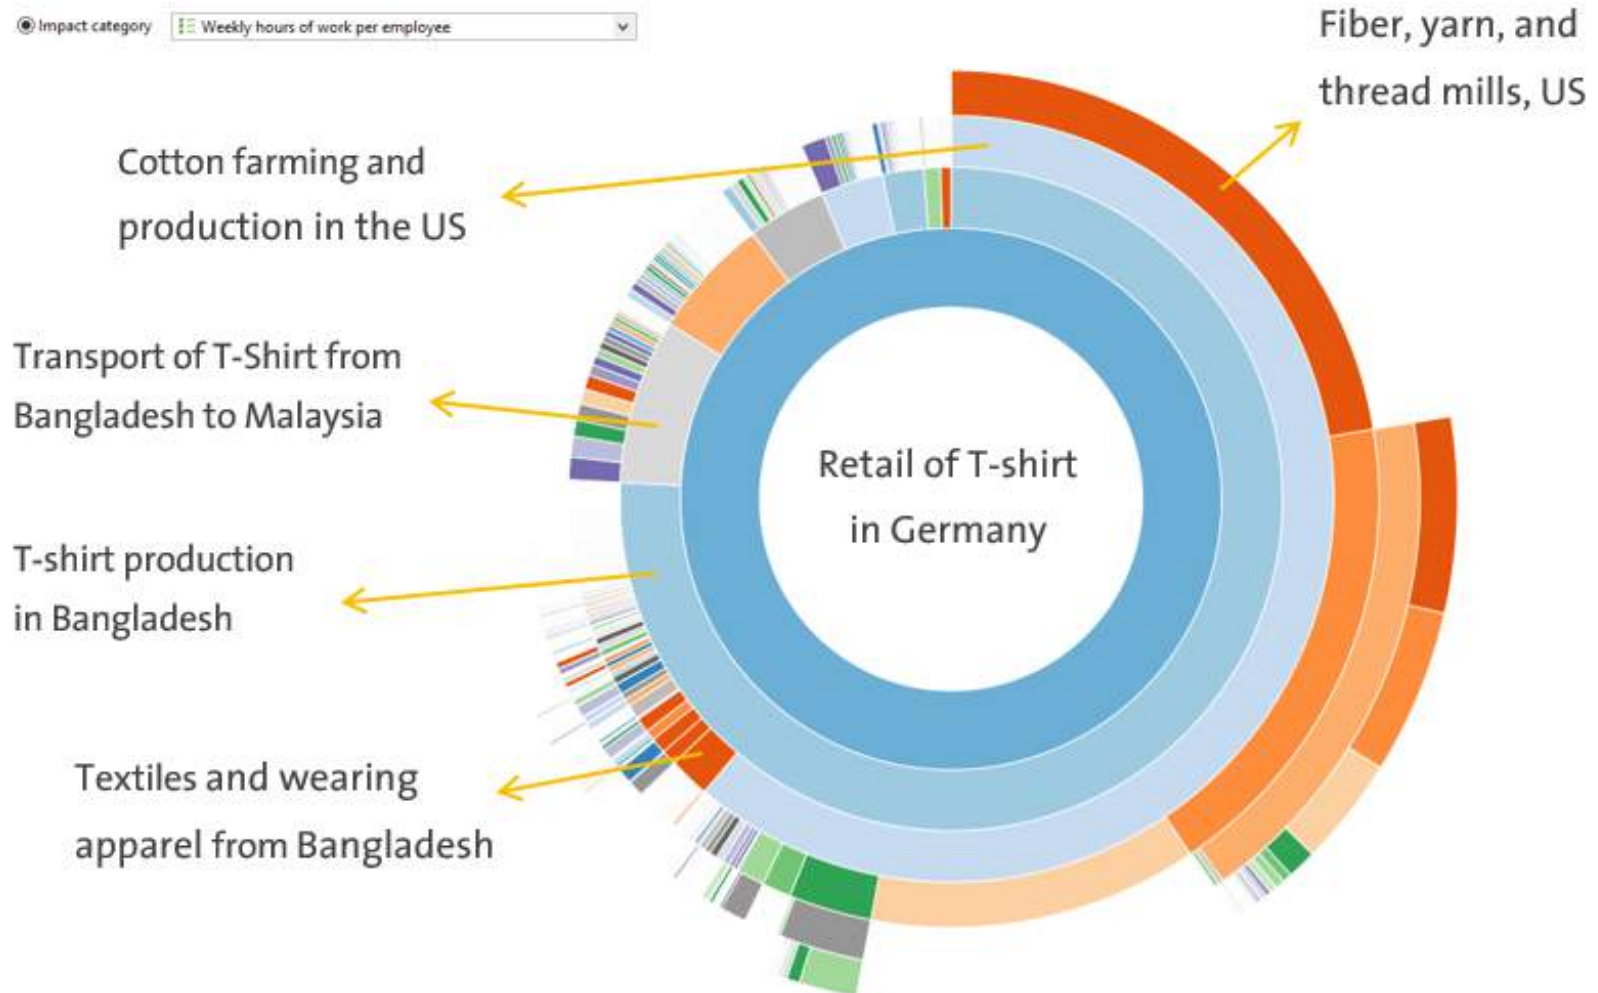 Impact category
Weekly hours of work per employee
Fiber, yarn, and
thread mills, US
Cotton farming and
production in the US
Transport of T-Shirt from
Bangladesh to Malaysia
Retail of T-shirt
in Germany
T-shirt production
in Bangladesh
Textiles and wearing
apparel from Bangladesh